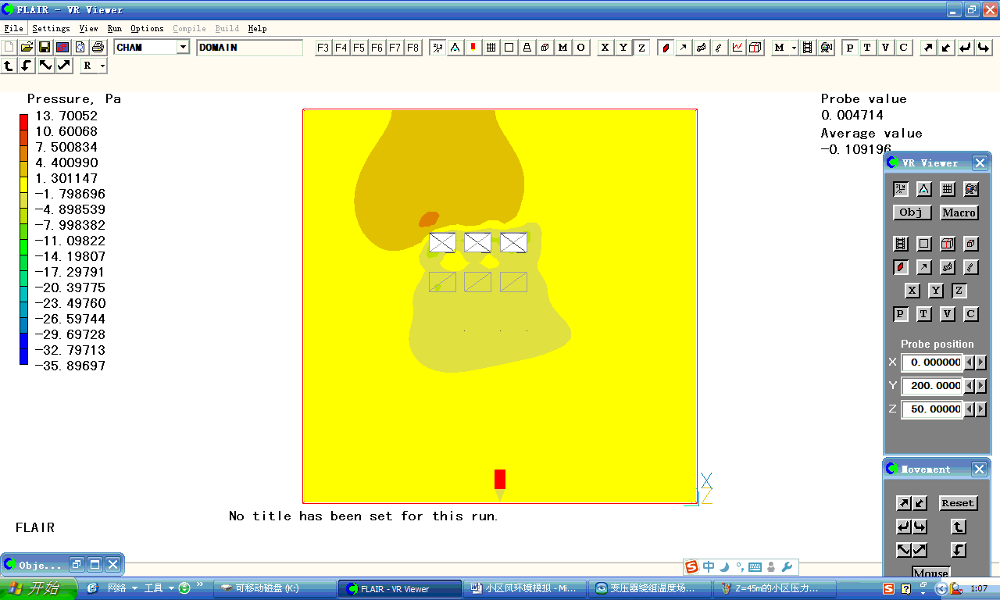 FLAIR - VR Viewer
File Settings View Run Options Compile Build Help
CHAM DOMAIN F3 F4 F5 F6 F7 F8 M O X Y Z M P T V C
R
Pressure, Pa
13.70052
10.60068
7.500834
4.400990
1.301147
-1.798696
-4.898539
-7.998382
-11.09822
-14.19807
-17.29791
-20.39775
-23.49760
-26.59744
-29.69728
-32.79713
-35.89697
Probe value
0.004714
Average value
-0.109196
VR Viewer
Obj Macro
X Y Z
P T V C
Probe position
X 0.000000
Y 200.0000
Z 50.00000
X
Z
Movement
Reset
Mouse
No title has been set for this run.
FLAIR
Obje...
中
开始 网络 工具 » 可移动磁盘 (K:) FLAIR - VR Viewer 小区风环境模拟 - Mi... 变压器绕组温度场... Z=45m的小区压力... 1:07